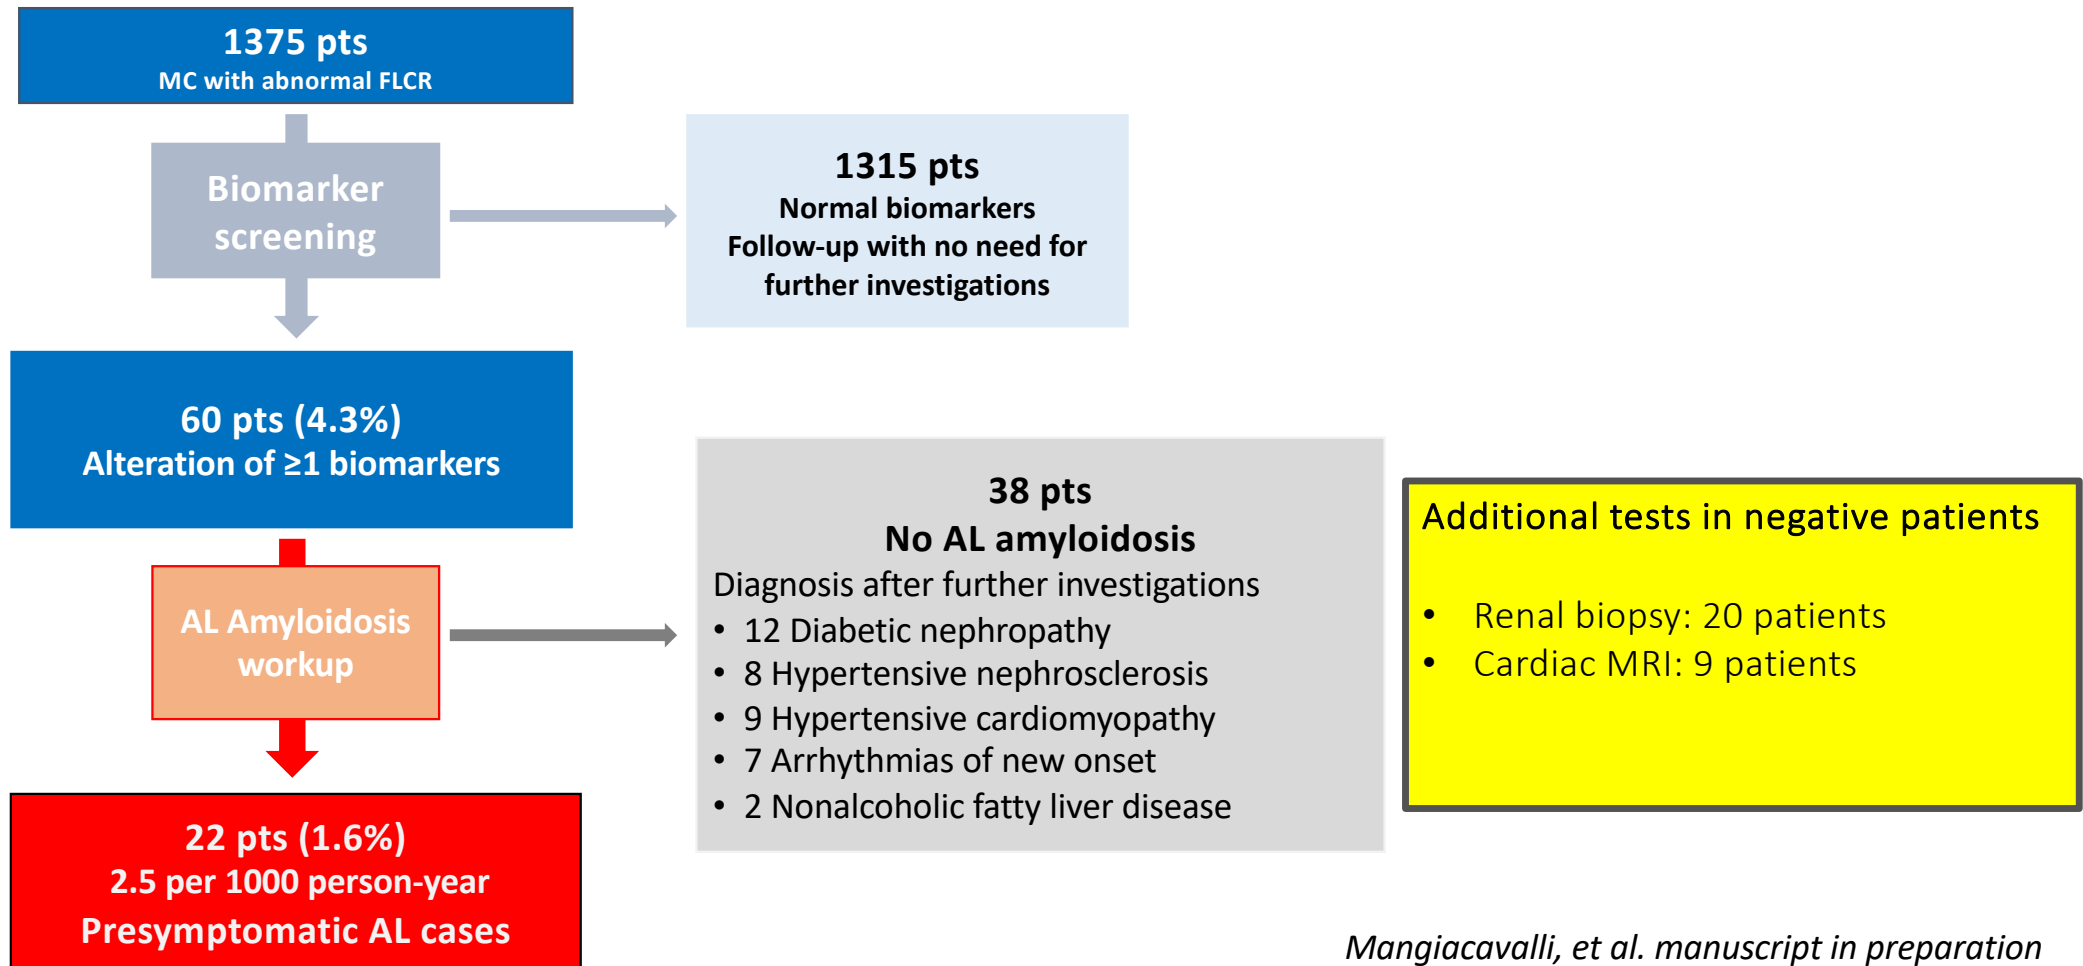 1375 pts
MC with abnormal FLCR
Biomarker
screening
1315 pts
Normal biomarkers
Follow-up with no need for
further investigations
60 pts (4.3%)
Alteration of ≥1 biomarkers
AL Amyloidosis
workup
38 pts
No AL amyloidosis
Diagnosis after further investigations
• 12 Diabetic nephropathy
• 8 Hypertensive nephrosclerosis
• 9 Hypertensive cardiomyopathy
• 7 Arrhythmias of new onset
• 2 Nonalcoholic fatty liver disease
Additional tests in negative patients
• Renal biopsy: 20 patients
• Cardiac MRI: 9 patients
22 pts (1.6%)
2.5 per 1000 person-year
Presymptomatic AL cases
Mangiacavalli, et al. manuscript in preparation